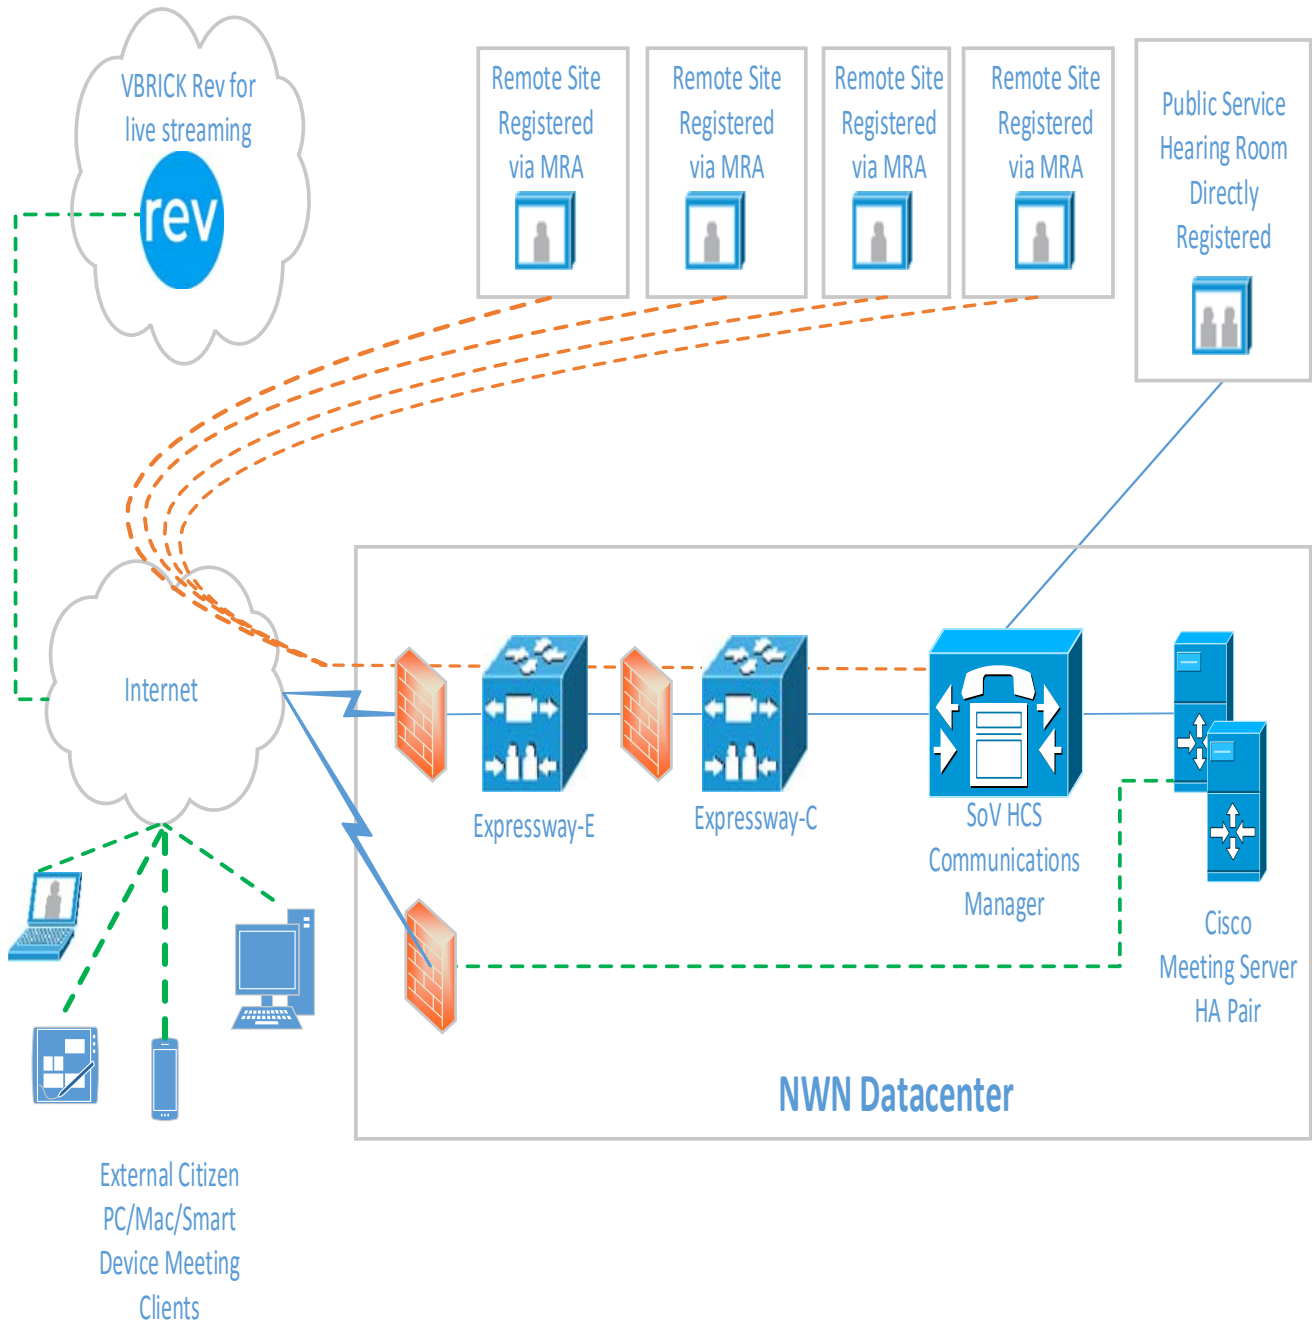 VBRICK Rev for
live streaming
rev
Remote Site
Registered
via MRA
Remote Site
Registered
via MRA
Remote Site
Registered
via MRA
Remote Site
Registered
via MRA
Public Service
Hearing Room
Directly
Registered
Internet
Expressway-E
Expressway-C
SoV HCS
Communications
Manager
Cisco
Meeting Server
HA Pair
NWN Datacenter
External Citizen
PC/Mac/Smart
Device Meeting
Clients